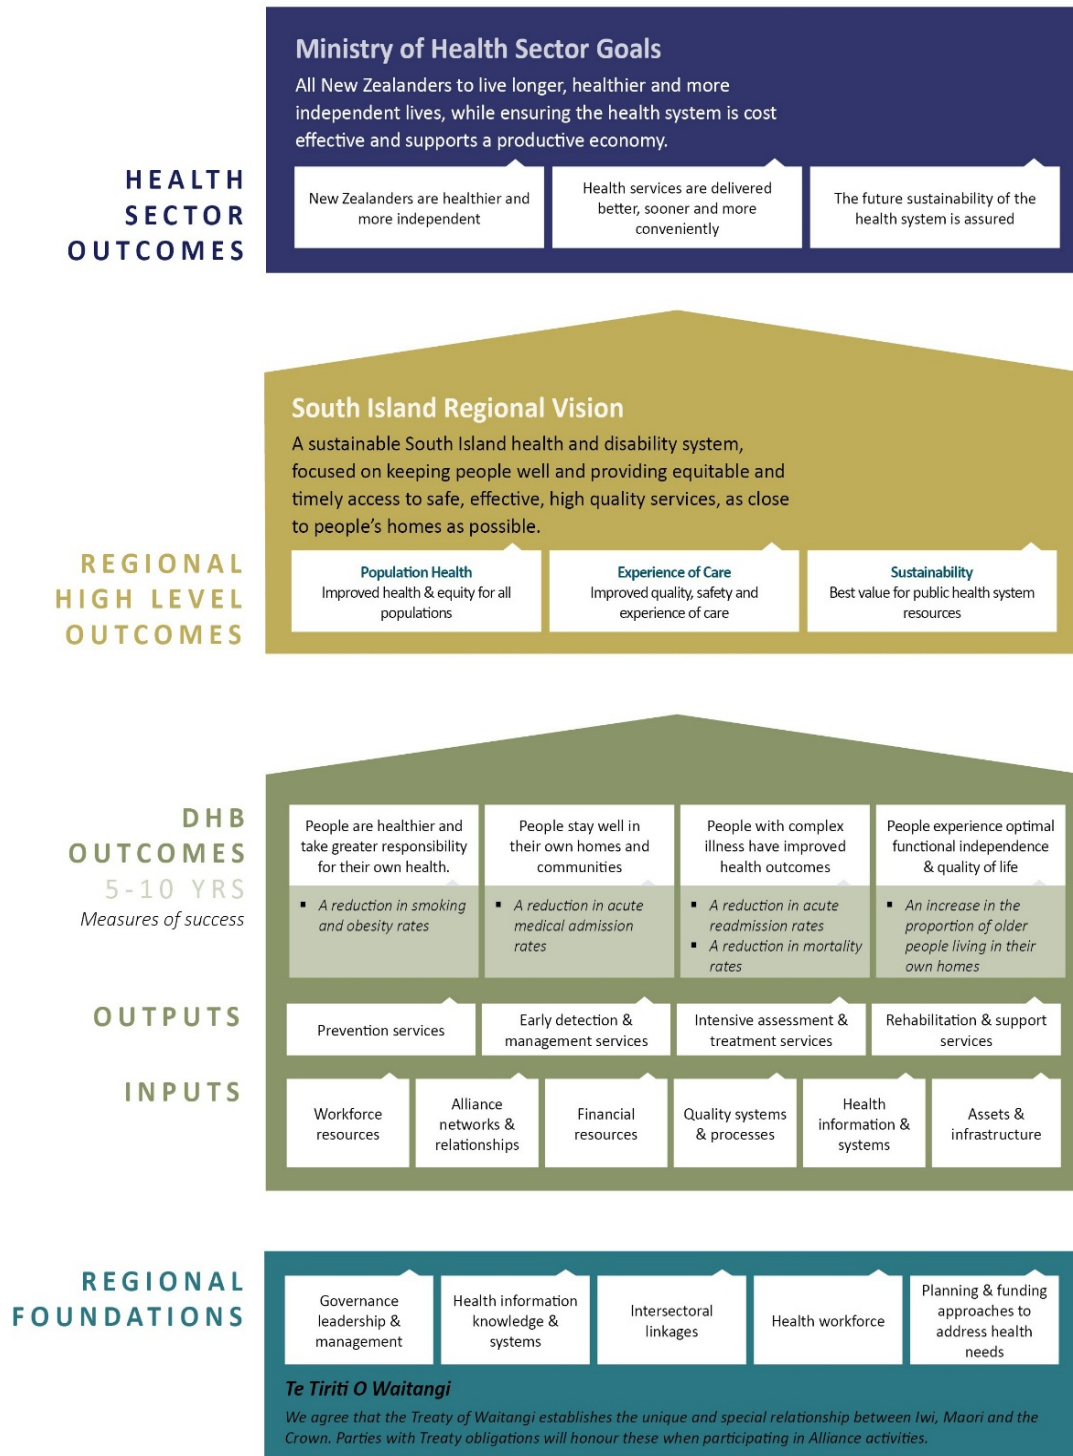 Ministry of Health Sector Goals
All New Zealanders to live longer, healthier and more
independent lives, while ensuring the health system is cost
effective and supports a productive economy.
HEALTH
SECTOR
OUTCOMES
New Zealanders are healthier and
more independent
Health services are delivered
better, sooner and more
conveniently
The future sustainability of the
health system is assured
South Island Regional Vision
A sustainable South Island health and disability system,
focused on keeping people well and providing equitable and
timely access to safe, effective, high quality services, as close
to people's homes as possible.
REGIONAL
HIGH LEVEL
OUTCOMES
Population Health
Improved health & equity for all
populations
Experience of Care
Improved quality, safety and
experience of care
Sustainability
Best value for public health system
resources
DHB
OUTCOMES
5-10 YRS
Measures of success
People are healthier and
take greater responsibility
for their own health.
▪ A reduction in smoking
and obesity rates
People stay well in
their own homes and
communities
▪ A reduction in acute
medical admission
rates
People with complex
illness have improved
health outcomes
▪ A reduction in acute
readmission rates
▪ A reduction in mortality
rates
People experience optimal
functional independence
& quality of life
▪ An increase in the
proportion of older
people living in their
own homes
OUTPUTS
Prevention services
Early detection &
management services
Intensive assessment &
treatment services
Rehabilitation & support
services
INPUTS
Workforce
resources
Alliance
networks &
relationships
Financial
resources
Quality systems
& processes
Health
information &
systems
Assets &
infrastructure
REGIONAL
FOUNDATIONS
Governance
leadership &
management
Health information
knowledge &
systems
Intersectoral
linkages
Health workforce
Planning & funding
approaches to
address health
needs
Te Tiriti O Waitangi
We agree that the Treaty of Waitangi establishes the unique and special relationship between Iwi, Maori and the
Crown. Parties with Treaty obligations will honour these when participating in Alliance activities.